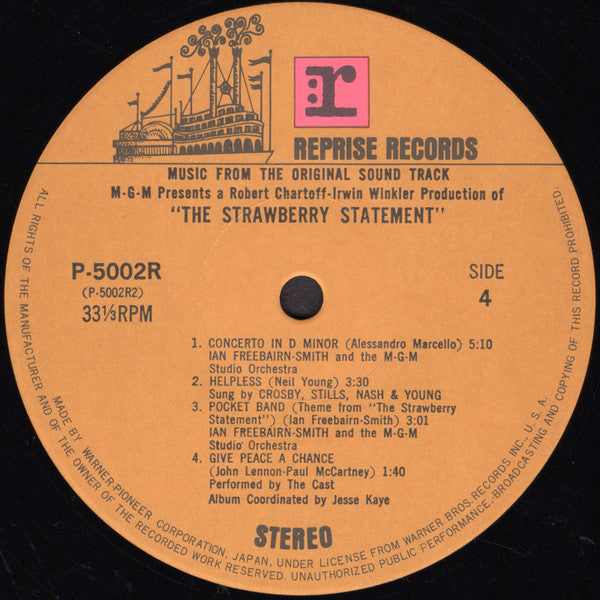 r
REPRISE RECORDS
MUSIC FROM THE ORIGINAL SOUND TRACK
M-G-M Presents a Robert Chartoff-Irwin Winkler Production of
"THE STRAWBERRY STATEMENT"
P-5002R
(P-5002R2)
33⅓RPM
SIDE
4
1. CONCERTO IN D MINOR (Alessandro Marcello) 5:10
IAN FREEBAIRN-SMITH and the M-G-M
Studio Orchestra
2. HELPLESS (Neil Young) 3:30
Sung by CROSBY, STILLS, NASH & YOUNG
3. POCKET BAND (Theme from "The Strawberry
Statement") (Ian Freebairn-Smith) 3:01
IAN FREEBAIRN-SMITH and the M-G-M
Studio Orchestra
4. GIVE PEACE A CHANCE
(John Lennon-Paul McCartney) 1:40
Performed by The Cast
Album Coordinated by Jesse Kaye
STEREO
MADE BY WARNER-PIONEER CORPORATION, JAPAN, UNDER LICENSE FROM WARNER BROS. RECORDS INC., U.S.A.
ALL RIGHTS OF THE MANUFACTURER AND OF THE OWNER OF THE RECORDED WORK RESERVED. UNAUTHORIZED PUBLIC PERFORMANCE, BROADCASTING AND COPYING OF THIS RECORD PROHIBITED.